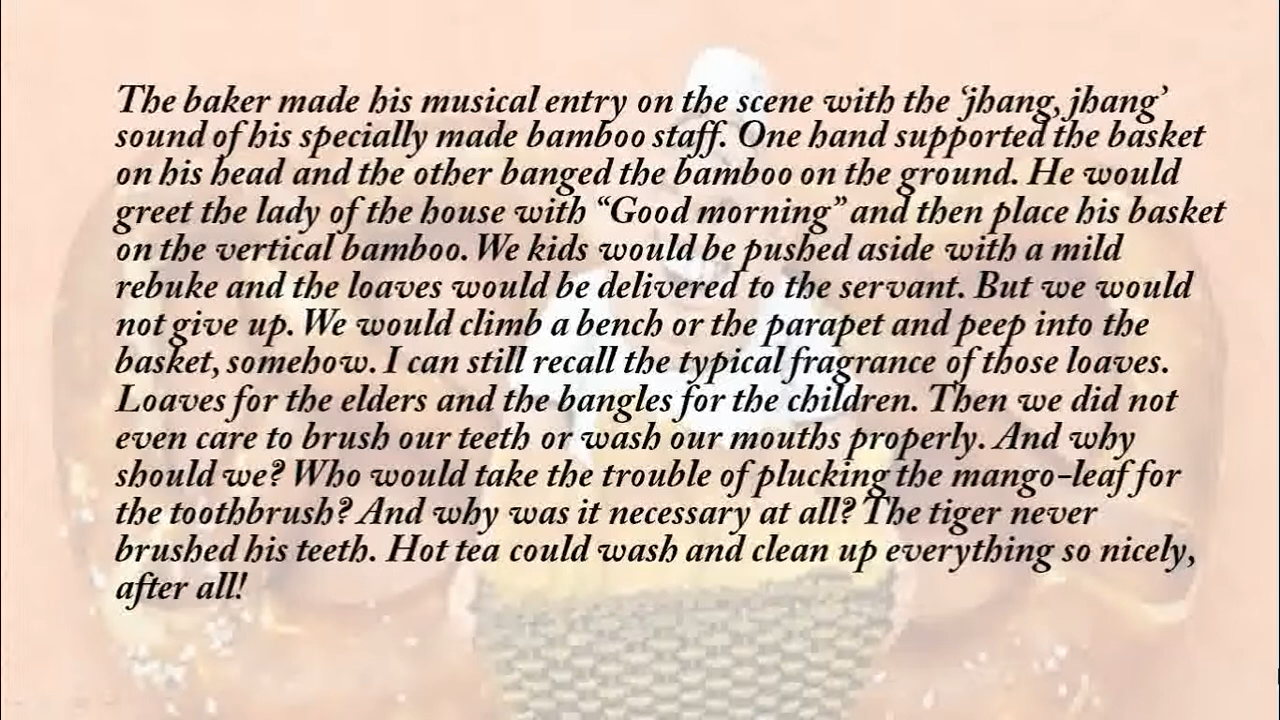 The baker made his musical entry on the scene with the ‘jhang, jhang’
sound of his specially made bamboo staff. One hand supported the basket
on his head and the other banged the bamboo on the ground. He would
greet the lady of the house with “Good morning” and then place his basket
on the vertical bamboo. We kids would be pushed aside with a mild
rebuke and the loaves would be delivered to the servant. But we would
not give up. We would climb a bench or the parapet and peep into the
basket, somehow. I can still recall the typical fragrance of those loaves.
Loaves for the elders and the bangles for the children. Then we did not
even care to brush our teeth or wash our mouths properly. And why
should we? Who would take the trouble of plucking the mango-leaf for
the toothbrush? And why was it necessary at all? The tiger never
brushed his teeth. Hot tea could wash and clean up everything so nicely,
after all!